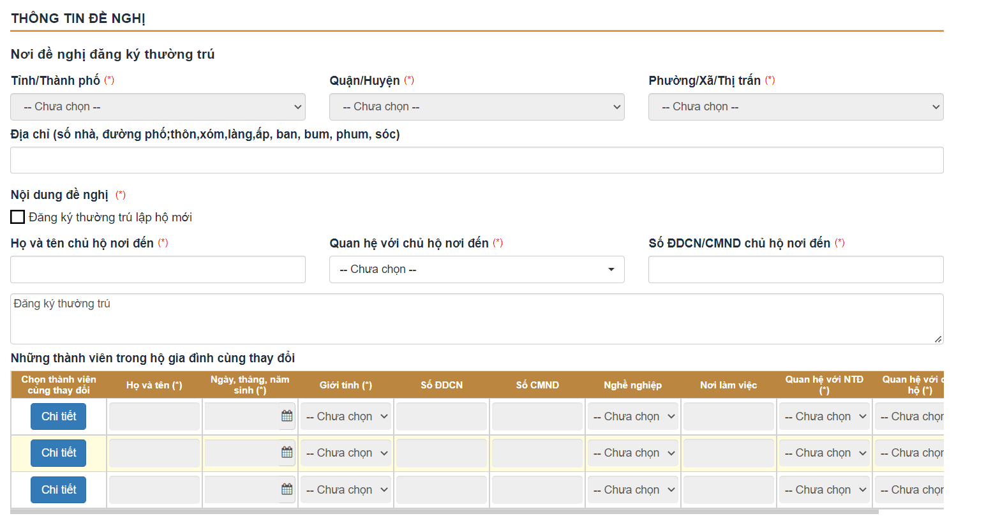 THÔNG TIN ĐỀ NGHỊ
Nơi đề nghị đăng ký thường trú
Tỉnh/Thành phố (*) Quận/Huyện (*) Phường/Xã/Thị trấn (*)
-- Chưa chọn -- -- Chưa chọn -- -- Chưa chọn --
Địa chỉ (số nhà, đường phố;thôn,xóm,làng,ấp, ban, bum, phum, sóc)
Nội dung đề nghị (*)
Đăng ký thường trú lập hộ mới
Họ và tên chủ hộ nơi đến (*) Quan hệ với chủ hộ nơi đến (*) Số ĐDCN/CMND chủ hộ nơi đến (*)
-- Chưa chọn --
Đăng ký thường trú
Những thành viên trong hộ gia đình cùng thay đổi
Chọn thành viên cùng thay đổi Họ và tên (*) Ngày, tháng, năm sinh (*) Giới tính (*) Số ĐDCN Số CMND Nghề nghiệp Nơi làm việc Quan hệ với NTĐ (*) Quan hệ với c hộ (*)
Chi tiết -- Chưa chọn -- Chưa chọn -- Chưa chọn -- Chưa chọn
Chi tiết -- Chưa chọn -- Chưa chọn -- Chưa chọn -- Chưa chọn
Chi tiết -- Chưa chọn -- Chưa chọn -- Chưa chọn -- Chưa chọn